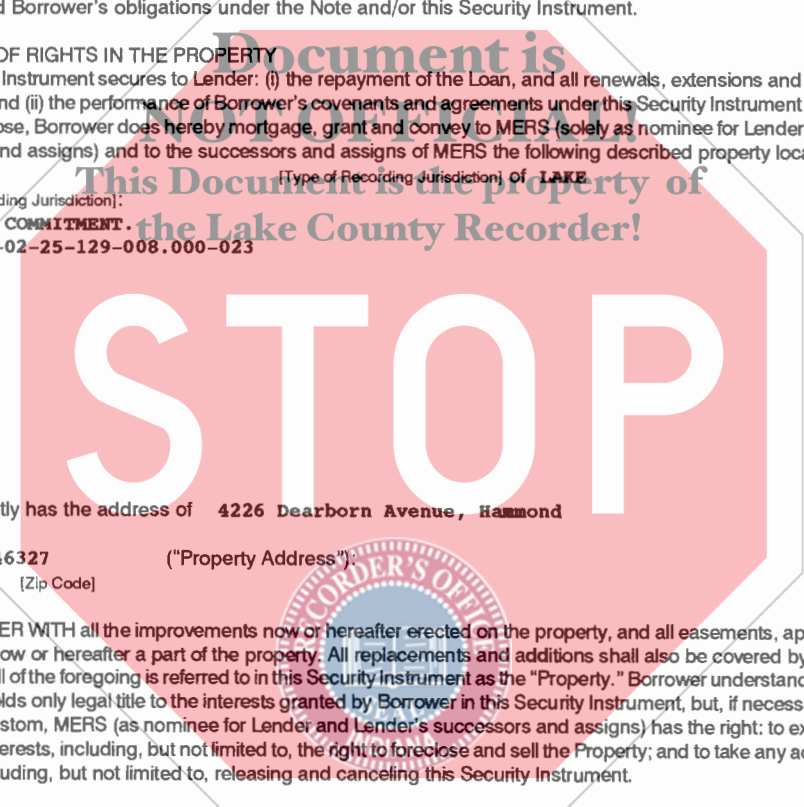 d Borrower's obligations under the Note and/or this Security Instrument.
OF RIGHTS IN THE PROPERTY
Document is
Instrument secures to Lender: (i) the repayment of the Loan, and all renewals, extensions and
nd (ii) the performance of Borrower's covenants and agreements under this Security Instrument
NOT OFFICIAL!
ose, Borrower does hereby mortgage, grant and convey to MERS (solely as nominee for Lender
nd assigns) and to the successors and assigns of MERS the following described property loca
[Type of Recording Jurisdiction] of LAKE
This Document is the property of
ding Jurisdiction]:
COMMITMENT.
the Lake County Recorder!
-02-25-129-008.000-023
STOP
tly has the address of 4226 Dearborn Avenue, Hammond
46327 ("Property Address"):
[Zip Code]
RECORDER'S OFFICE
ER WITH all the improvements now or hereafter erected on the property, and all easements, ap
ow or hereafter a part of the property. All replacements and additions shall also be covered by
ll of the foregoing is referred to in this Security Instrument as the "Property." Borrower understand
lds only legal title to the interests granted by Borrower in this Security Instrument, but, if necess
stom, MERS (as nominee for Lender and Lender's successors and assigns) has the right: to ex
erests, including, but not limited to, the right to foreclose and sell the Property; and to take any ac
uding, but not limited to, releasing and canceling this Security Instrument.